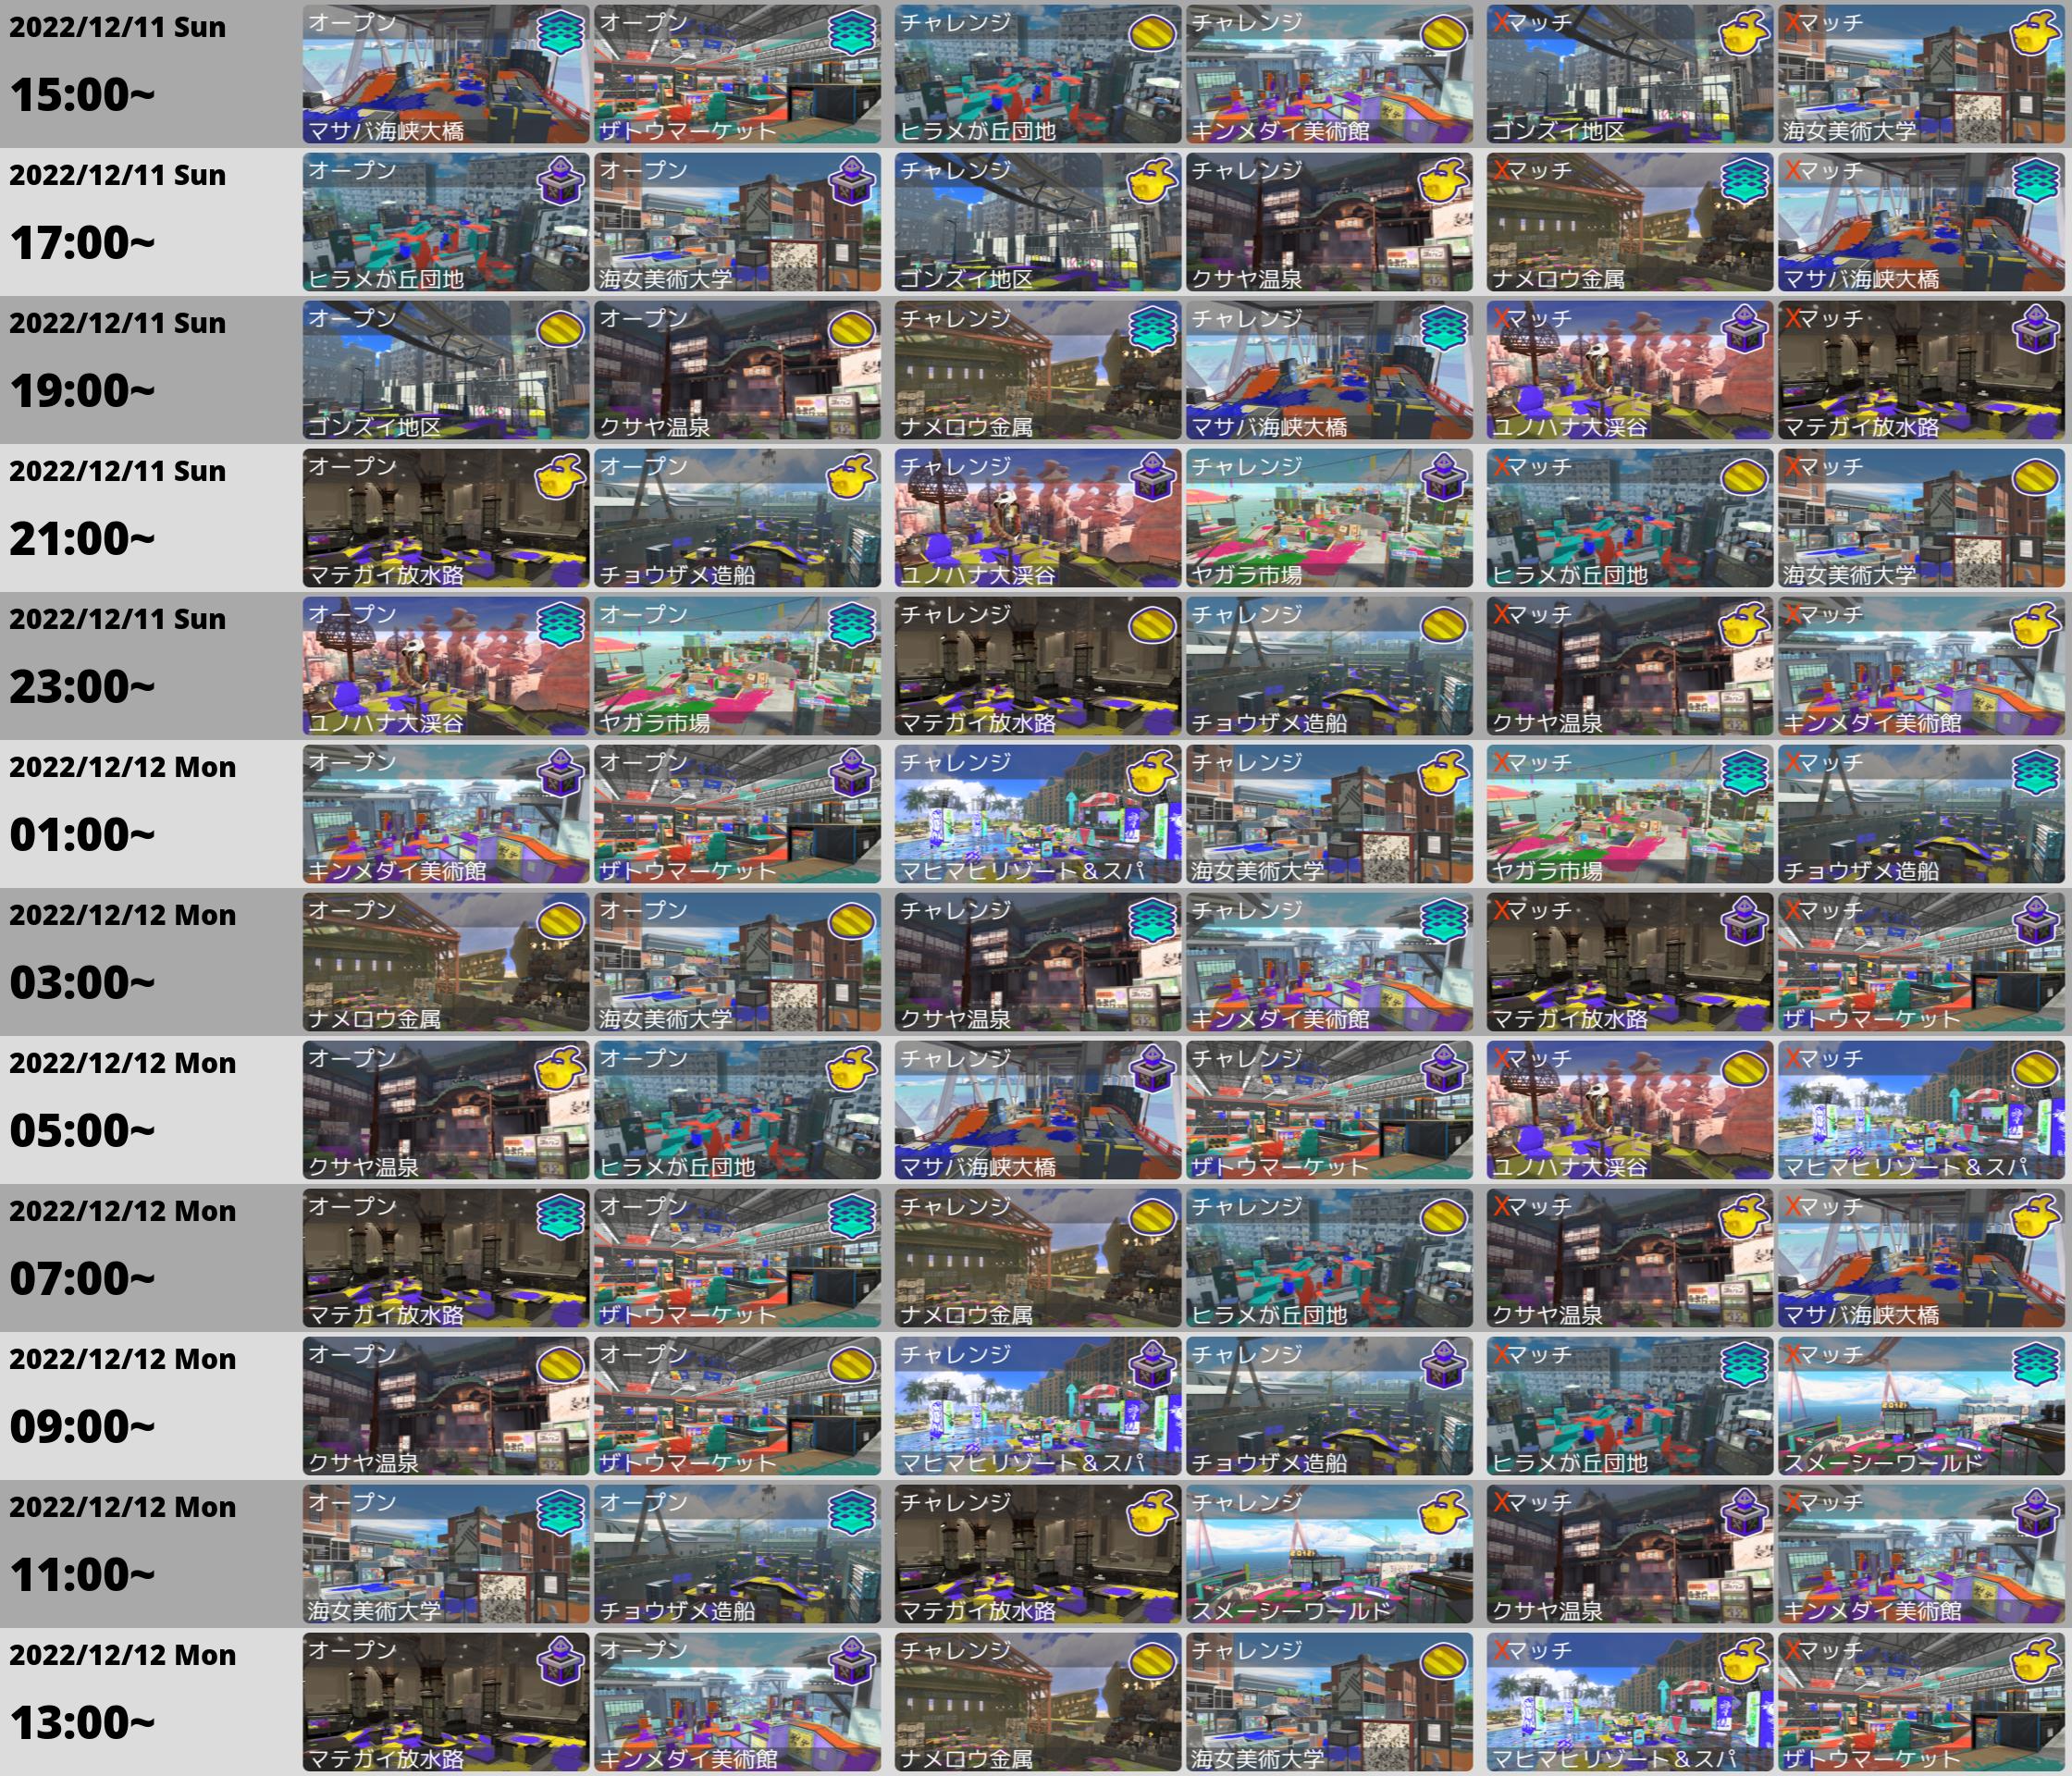 2022/12/11 Sun
15:00~
オープン
マサバ海峡大橋
オープン
ザトウマーケット
チャレンジ
ヒラメが丘団地
チャレンジ
キンメダイ美術館
Xマッチ
ゴンズイ地区
Xマッチ
海女美術大学
2022/12/11 Sun
17:00~
オープン
ヒラメが丘団地
オープン
海女美術大学
チャレンジ
ゴンズイ地区
チャレンジ
クサヤ温泉
Xマッチ
ナメロウ金属
Xマッチ
マサバ海峡大橋
2022/12/11 Sun
19:00~
オープン
ゴンズイ地区
オープン
クサヤ温泉
チャレンジ
ナメロウ金属
チャレンジ
マサバ海峡大橋
Xマッチ
ユノハナ大渓谷
Xマッチ
マテガイ放水路
2022/12/11 Sun
21:00~
オープン
マテガイ放水路
オープン
チョウザメ造船
チャレンジ
ユノハナ大渓谷
チャレンジ
ヤガラ市場
Xマッチ
ヒラメが丘団地
Xマッチ
海女美術大学
2022/12/11 Sun
23:00~
オープン
ユノハナ大渓谷
オープン
ヤガラ市場
チャレンジ
マテガイ放水路
チャレンジ
チョウザメ造船
Xマッチ
クサヤ温泉
Xマッチ
キンメダイ美術館
2022/12/12 Mon
01:00~
オープン
キンメダイ美術館
オープン
ザトウマーケット
チャレンジ
マヒマヒリゾート＆スパ
チャレンジ
海女美術大学
Xマッチ
ヤガラ市場
Xマッチ
チョウザメ造船
2022/12/12 Mon
03:00~
オープン
ナメロウ金属
オープン
海女美術大学
チャレンジ
クサヤ温泉
チャレンジ
キンメダイ美術館
Xマッチ
マテガイ放水路
Xマッチ
ザトウマーケット
2022/12/12 Mon
05:00~
オープン
クサヤ温泉
オープン
ヒラメが丘団地
チャレンジ
マサバ海峡大橋
チャレンジ
ザトウマーケット
Xマッチ
ユノハナ大渓谷
Xマッチ
マヒマヒリゾート＆スパ
2022/12/12 Mon
07:00~
オープン
マテガイ放水路
オープン
ザトウマーケット
チャレンジ
ナメロウ金属
チャレンジ
ヒラメが丘団地
Xマッチ
クサヤ温泉
Xマッチ
マサバ海峡大橋
2022/12/12 Mon
09:00~
オープン
クサヤ温泉
オープン
ザトウマーケット
チャレンジ
マヒマヒリゾート＆スパ
チャレンジ
チョウザメ造船
Xマッチ
ヒラメが丘団地
Xマッチ
スメーシーワールド
2022/12/12 Mon
11:00~
オープン
海女美術大学
オープン
チョウザメ造船
チャレンジ
マテガイ放水路
チャレンジ
スメーシーワールド
Xマッチ
クサヤ温泉
Xマッチ
キンメダイ美術館
2022/12/12 Mon
13:00~
オープン
マテガイ放水路
オープン
キンメダイ美術館
チャレンジ
ナメロウ金属
チャレンジ
海女美術大学
Xマッチ
マヒマヒリゾート＆スパ
Xマッチ
ザトウマーケット